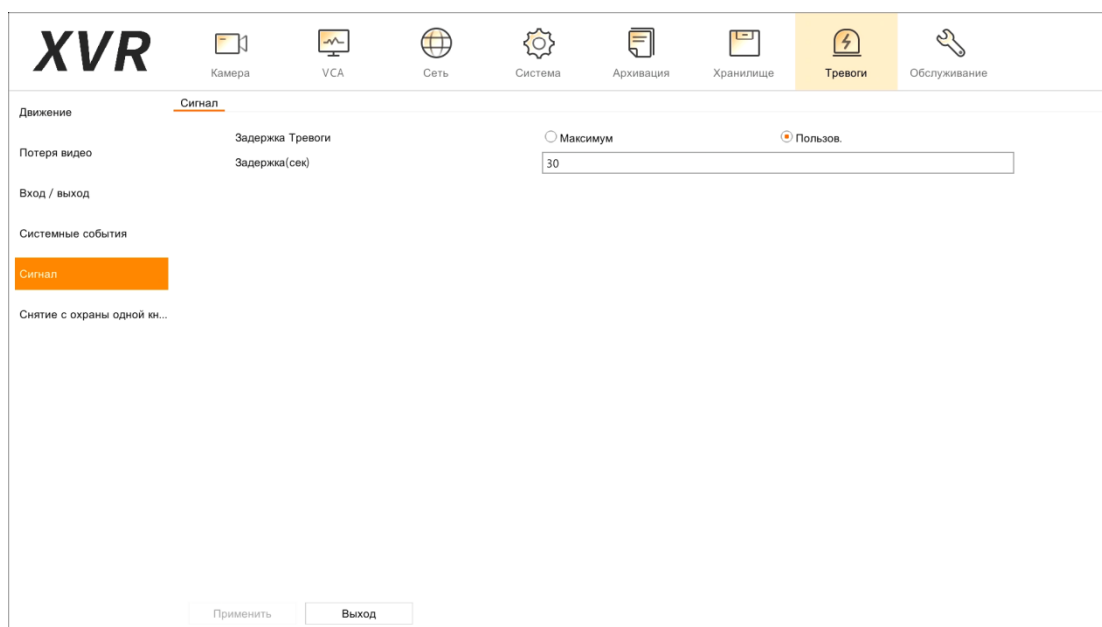 XVR
Камера VCA Сеть Система Архивация Хранилище Тревоги Обслуживание
Движение
Потеря видео
Вход / выход
Системные события
Сигнал
Снятие с охраны одной кн...
Сигнал
Задержка Тревоги Максимум Пользов.
Задержка(сек) 30
Применить Выход